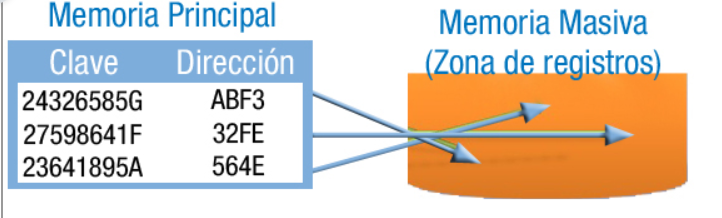 Memoria Principal
Clave Dirección
24326585G ABF3
27598641F 32FE
23641895A 564E
Memoria Masiva
(Zona de registros)